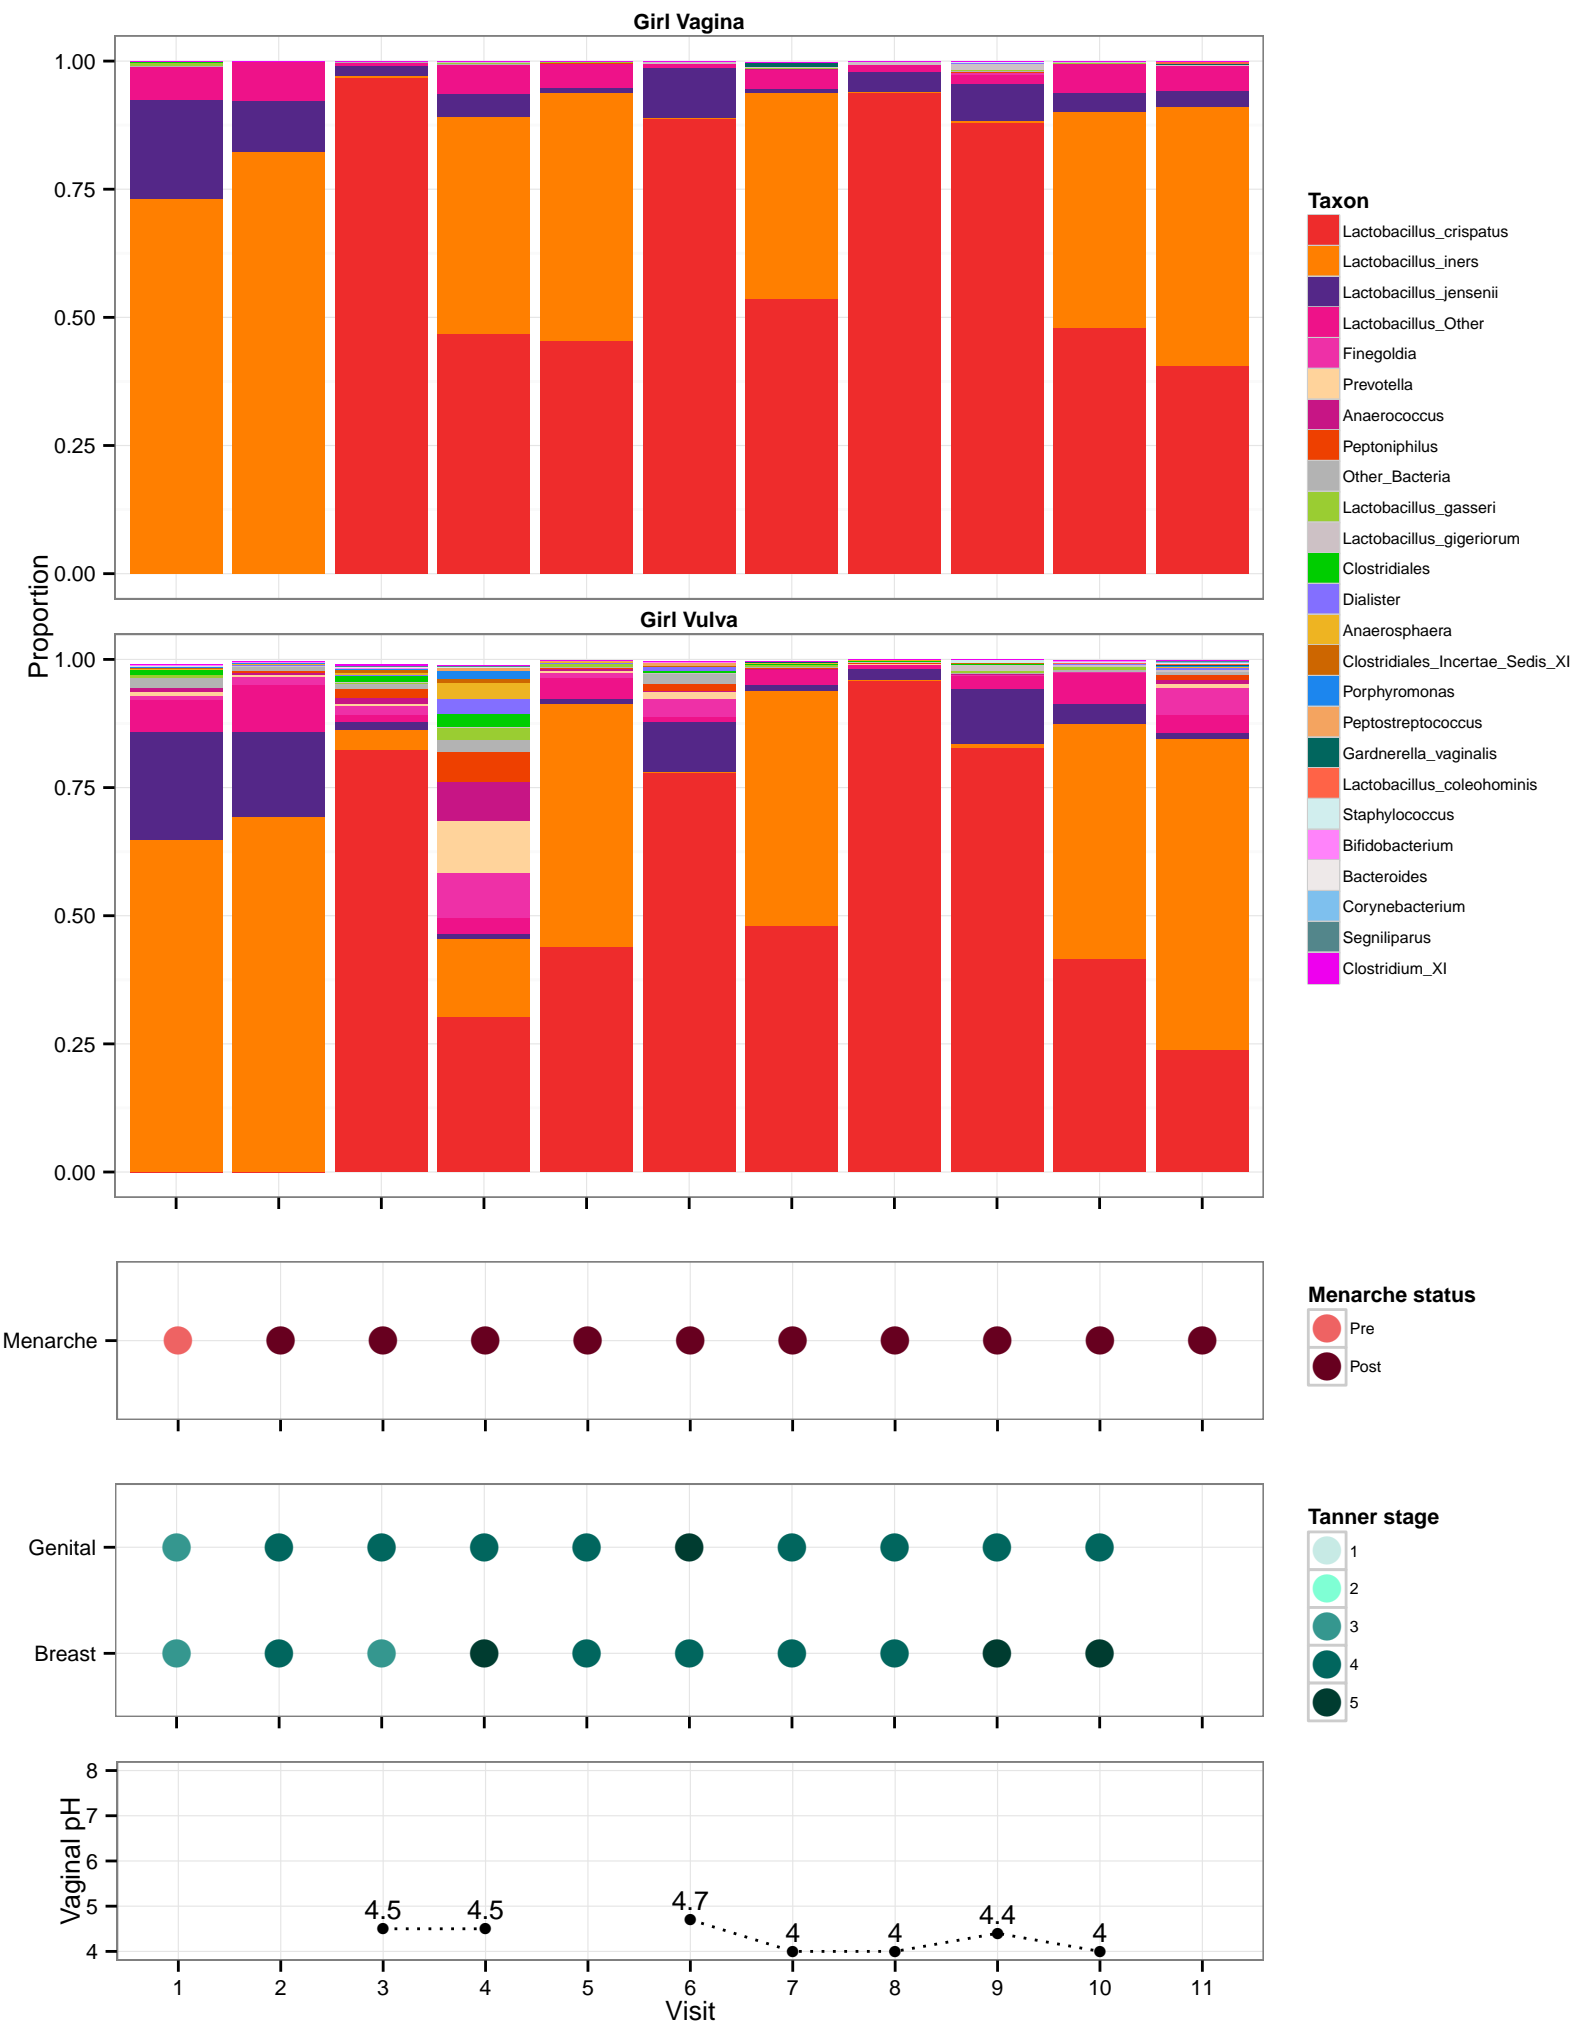 Girl Vagina
1.00
0.75
0.50
0.25
0.00
Proportion
Girl Vulva
1.00
0.75
0.50
0.25
0.00
Taxon
Lactobacillus_crispatus
Lactobacillus_iners
Lactobacillus_jensenii
Lactobacillus_Other
Finegoldia
Prevotella
Anaerococcus
Peptoniphilus
Other_Bacteria
Lactobacillus_gasseri
Lactobacillus_gigeriorum
Clostridiales
Dialister
Anaerosphaera
Clostridiales_Incertae_Sedis_XI
Porphyromonas
Peptostreptococcus
Gardnerella_vaginalis
Lactobacillus_coleohominis
Staphylococcus
Bifidobacterium
Bacteroides
Corynebacterium
Segniliparus
Clostridium_XI
Menarche
Menarche status
Pre
Post
Genital
Breast
Tanner stage
1
2
3
4
5
Vaginal pH
8
7
6
5
4
4.5 4.5 4.7 4 4 4.4 4
1 2 3 4 5 6 7 8 9 10 11
Visit